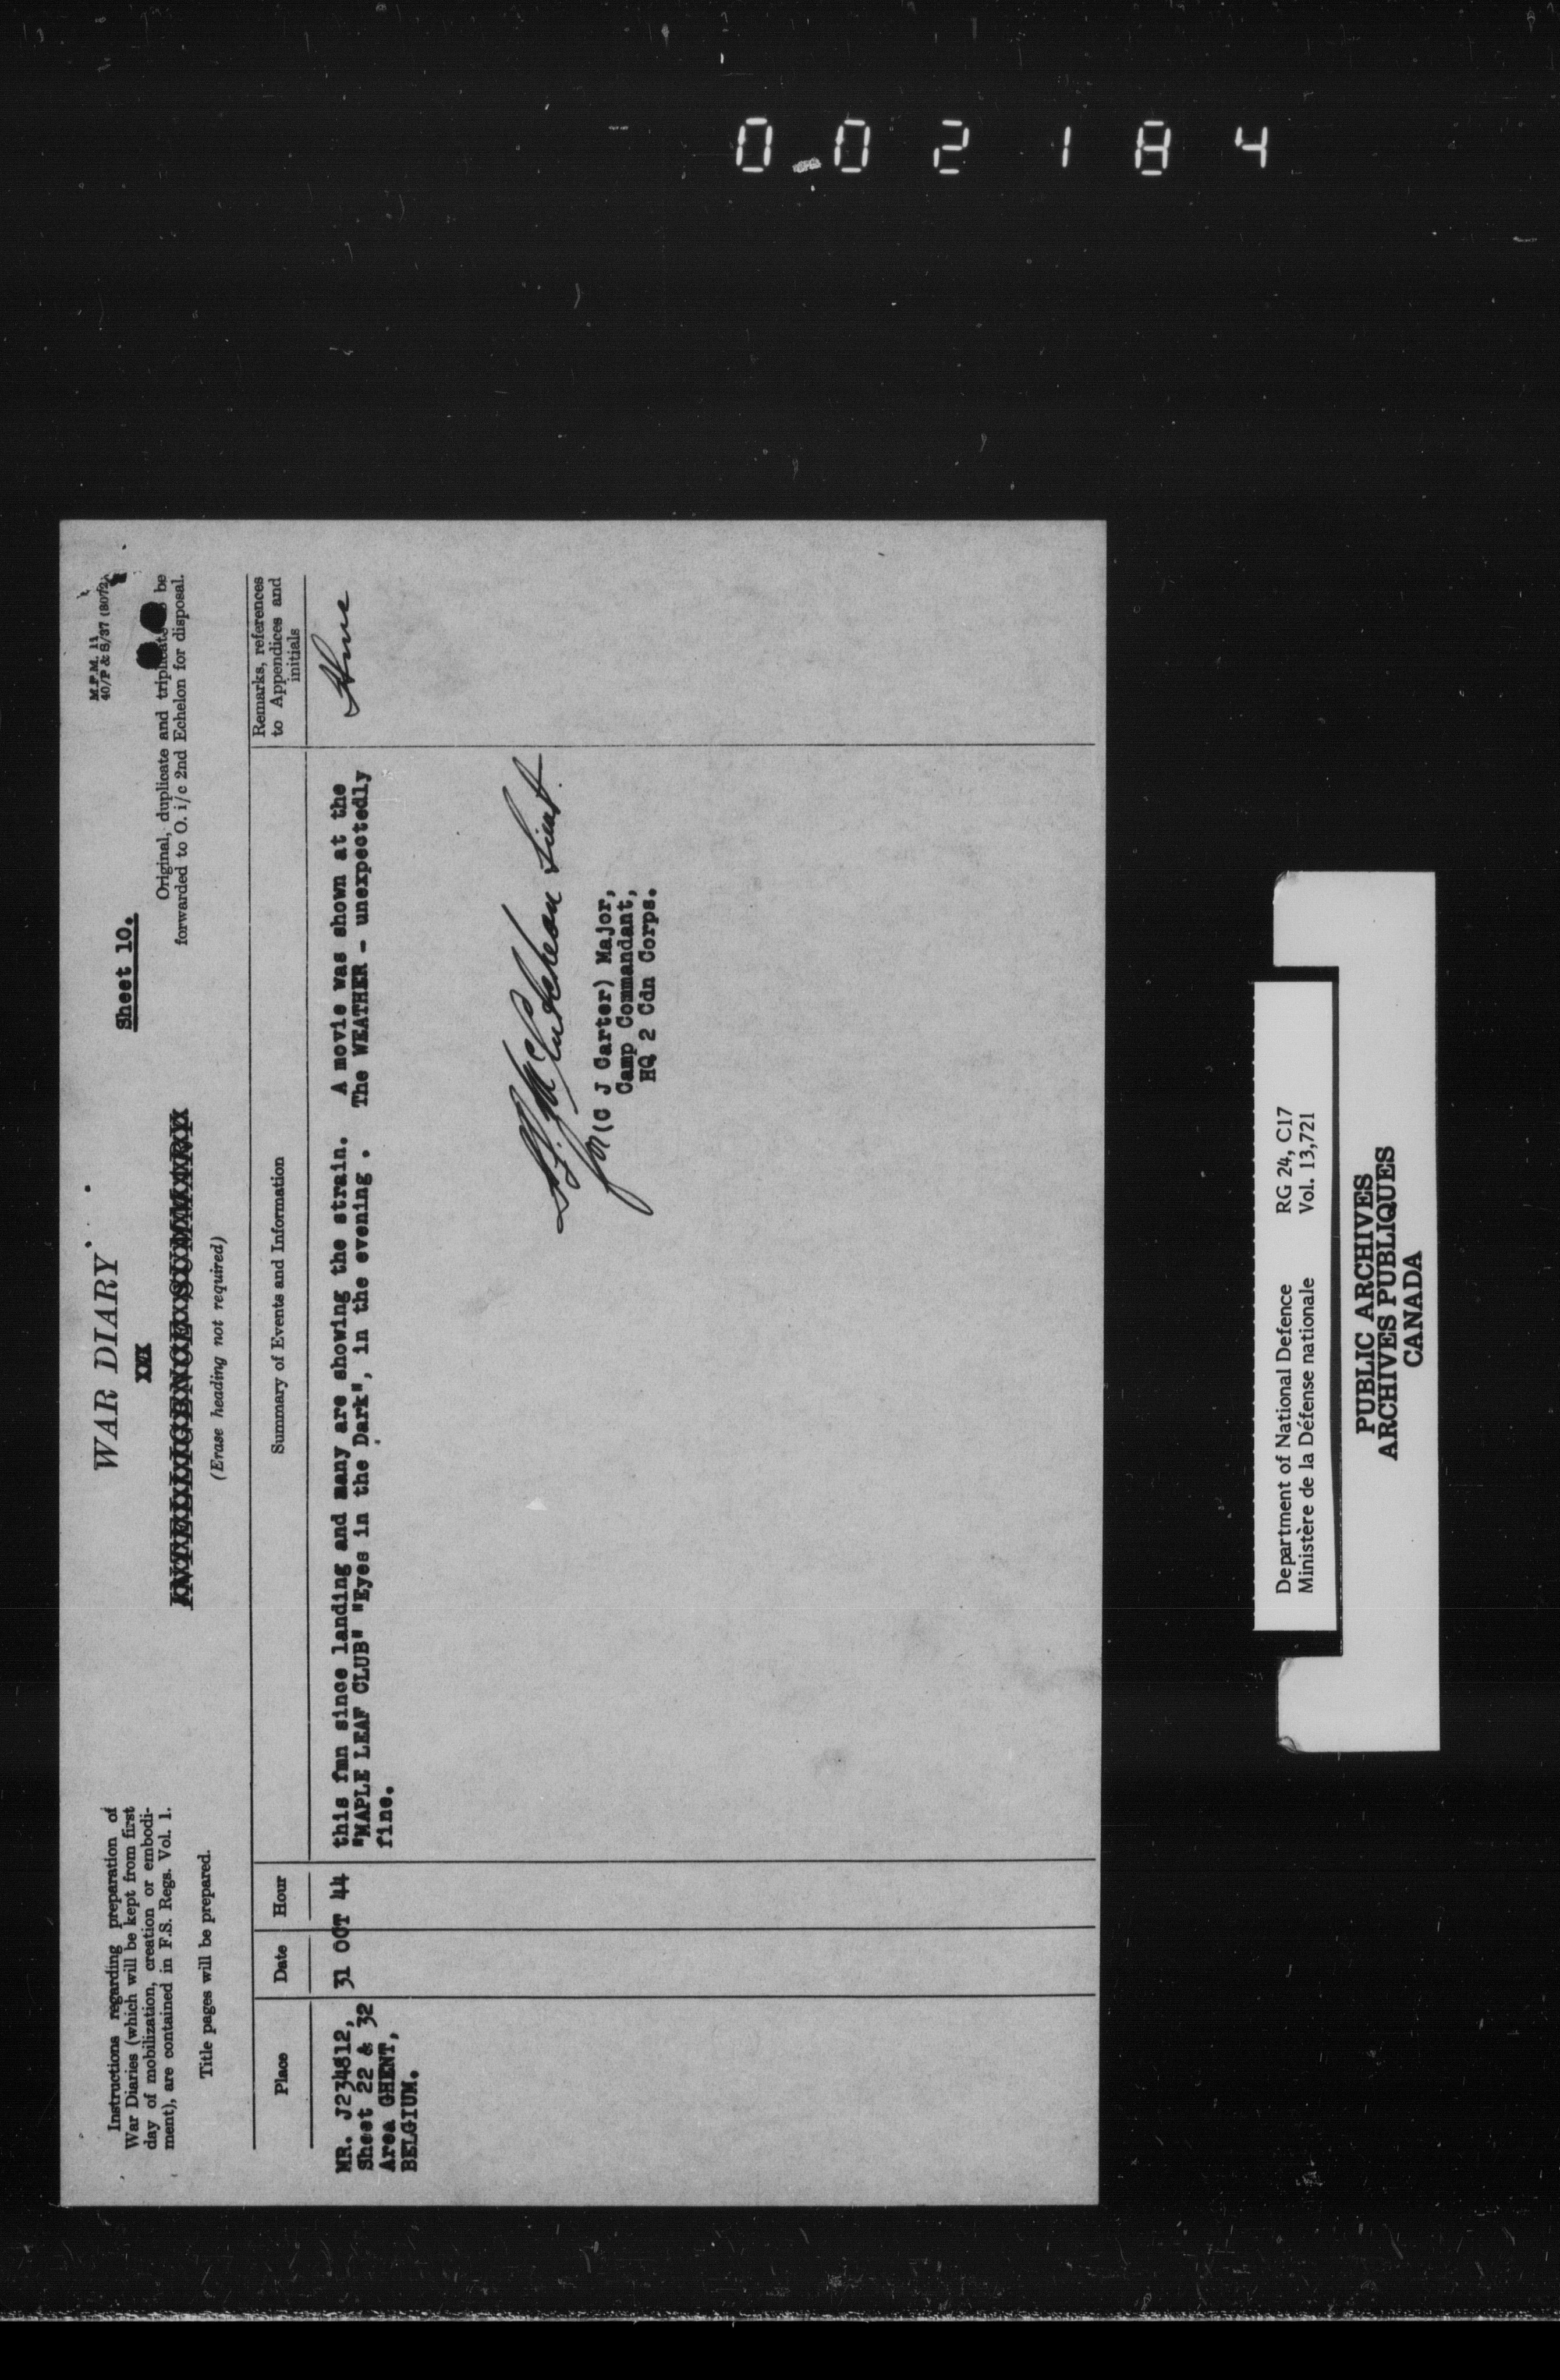 0 0 2 1 8 4
M.F.M. 11
40/P & S/37 (3072)
WAR DIARY
Sheet 10.
INTELLIGENCE SUMMARY
(Erase heading not required)
Instructions regarding preparation of
War Diaries (which will be kept from first
day of mobilization, creation or embodi-
ment), are contained in F.S. Regs. Vol. 1.
Title pages will be prepared.
Original, duplicate and triplicate be
forwarded to O. i/c 2nd Echelon for disposal.
Place
Date
Hour
Summary of Events and Information
Remarks, references
to Appendices and
initials
MR. J234812,
Sheet 22 & 32
Area GHENT,
BELGIUM.
31 OCT 44
this fmn since landing and many are showing the strain. A movie was shown at the
"MAPLE LEAF CLUB" "Eyes in the Dark", in the evening . The WEATHER - unexpectedly
fine.
McCutcheon Lieut
for (C J Carter) Major,
Camp Commandant,
HQ 2 Cdn Corps.
Department of National Defence RG 24, C17
Ministère de la Défense nationale Vol. 13,721
PUBLIC ARCHIVES
ARCHIVES PUBLIQUES
CANADA